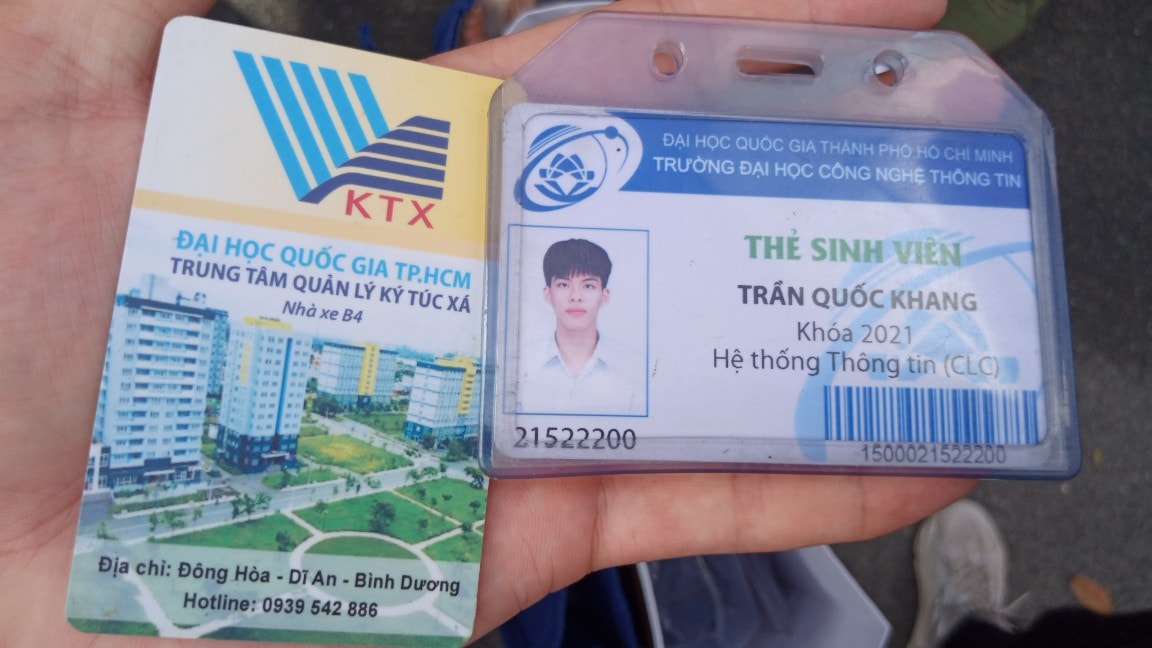 ĐẠI HỌC QUỐC GIA THÀNH PHỐ HỒ CHÍ MINH
TRƯỜNG ĐẠI HỌC CÔNG NGHỆ THÔNG TIN
THẺ SINH VIÊN
TRẦN QUỐC KHANG
Khóa 2021
Hệ thống Thông tin (CLC)
21522200
1500021522200
KTX
ĐẠI HỌC QUỐC GIA TP.HCM
TRUNG TÂM QUẢN LÝ KÝ TÚC XÁ
Nhà xe B4
Địa chỉ: Đông Hòa - Dĩ An - Bình Dương
Hotline: 0939 542 886